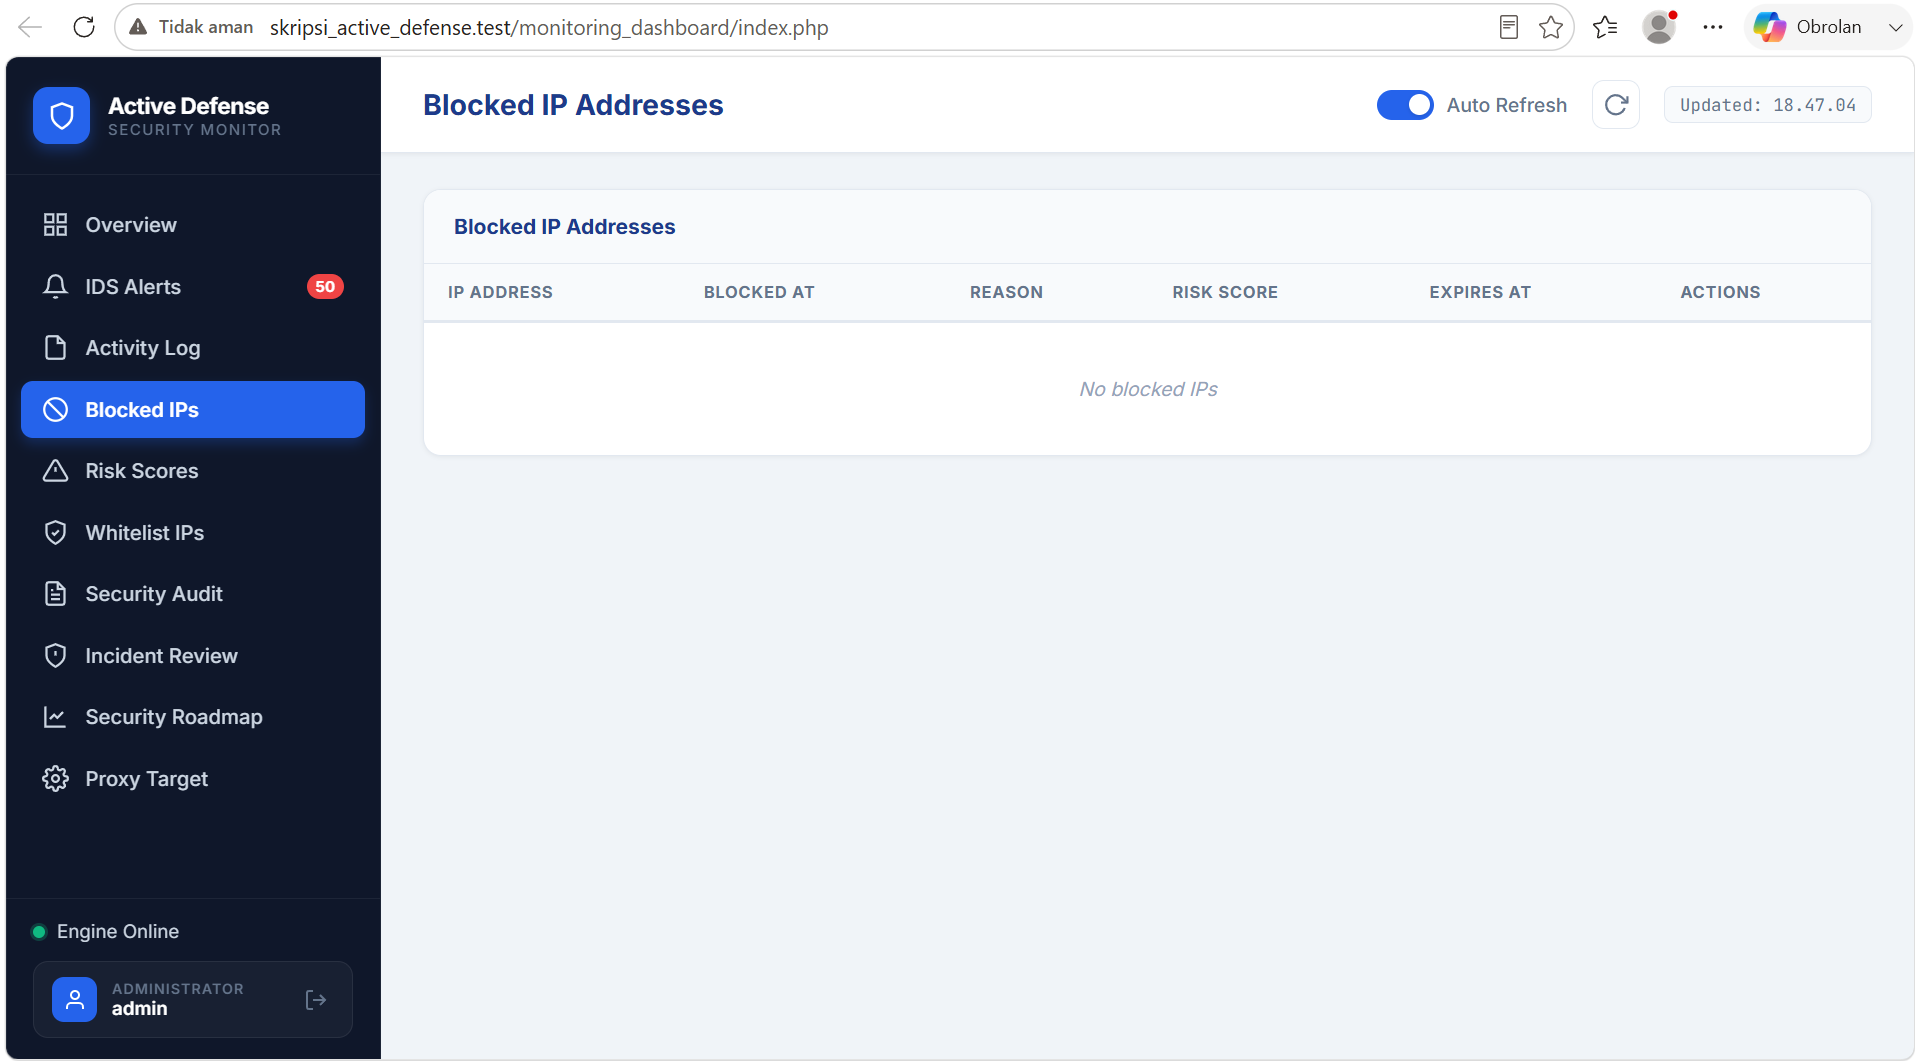 Tidak aman skripsi_active_defense.test/monitoring_dashboard/index.php
Obrolan
Active Defense
SECURITY MONITOR
Overview
IDS Alerts 50
Activity Log
Blocked IPs
Risk Scores
Whitelist IPs
Security Audit
Incident Review
Security Roadmap
Proxy Target
Engine Online
ADMINISTRATOR
admin
Blocked IP Addresses
Auto Refresh
Updated: 18.47.04
Blocked IP Addresses
IP ADDRESS BLOCKED AT REASON RISK SCORE EXPIRES AT ACTIONS
No blocked IPs